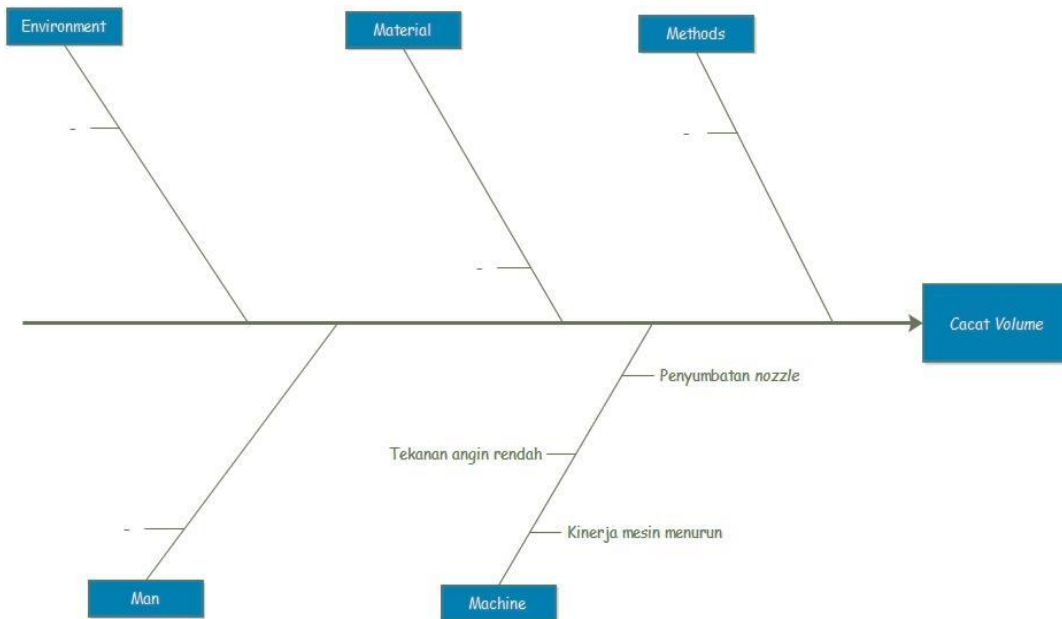 Environment
Material
Methods
-
-
-
Cacat Volume
Penyumbatan nozzle
Tekanan angin rendah
-
Kinerja mesin menurun
Man
Machine